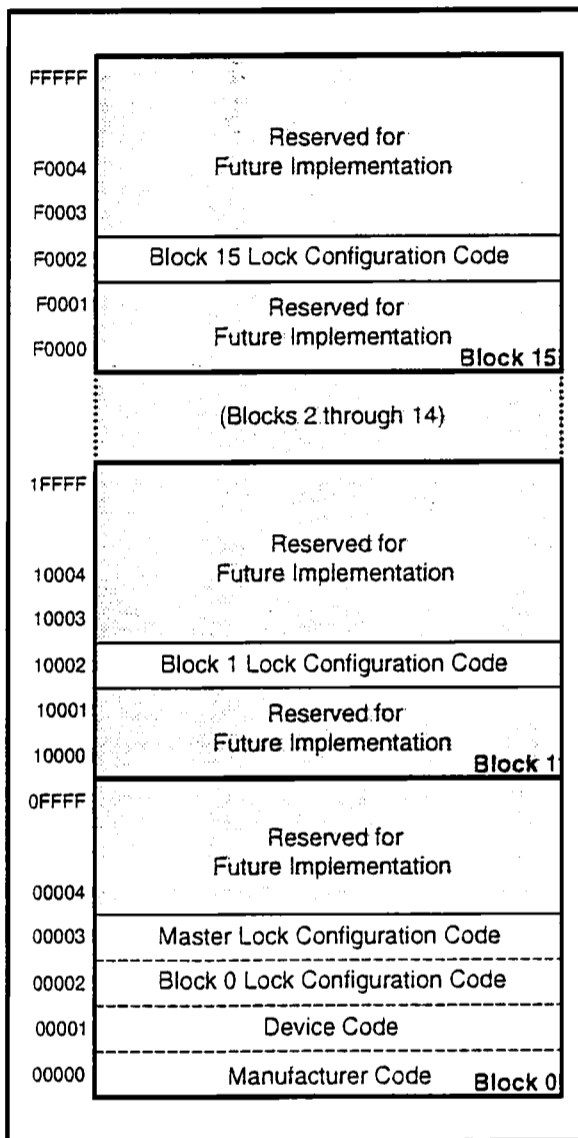 FFFFF
Reserved for
F0004 Future Implementation
F0003
F0002 Block 15 Lock Configuration Code
F0001 Reserved for
F0000 Future Implementation
Block 15
(Blocks 2 through 14)
1FFFF
Reserved for
10004 Future Implementation
10003
10002 Block 1 Lock Configuration Code
10001 Reserved for
10000 Future Implementation
Block 1
0FFFF
Reserved for
Future Implementation
00004
00003 Master Lock Configuration Code
00002 Block 0 Lock Configuration Code
00001 Device Code
00000 Manufacturer Code Block 0